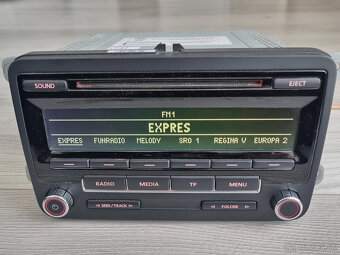 SOUND EJECT
FM1
EXPRES
EXPRES FUNRADIO MELODY SRO 1 REGINA V EUROPA 2
RADIO MEDIA TP MENU
SEEK/TRACK FOLDER